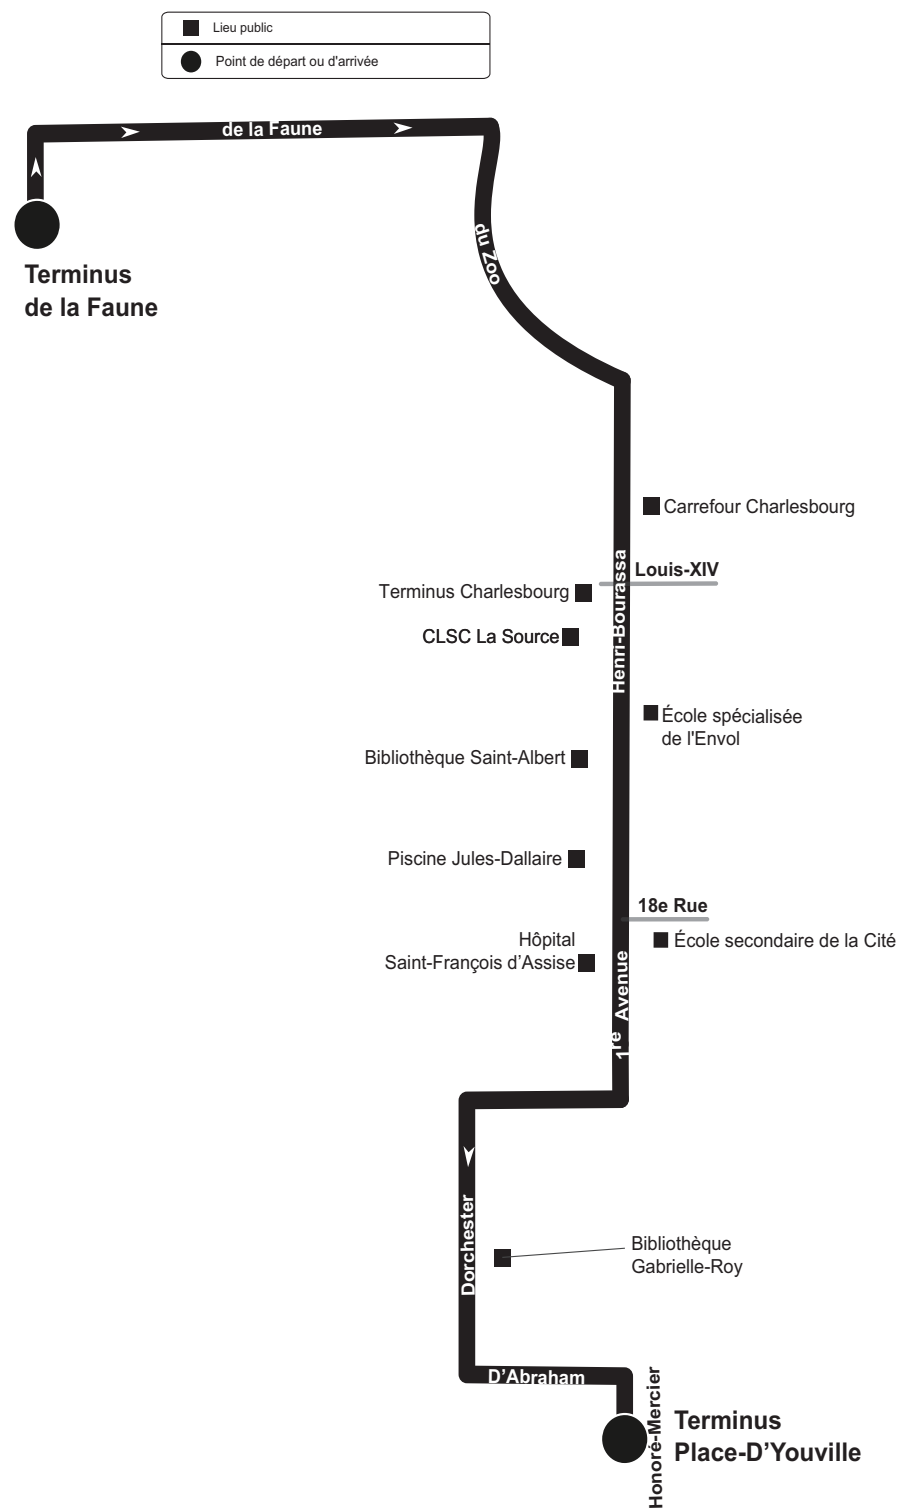 Lieu public
Point de départ ou d'arrivée
de la Faune
Terminus
de la Faune
du Zoo
Carrefour Charlesbourg
Louis-XIV
Henri-Bourassa
Terminus Charlesbourg
CLSC La Source
École spécialisée
de l'Envol
Bibliothèque Saint-Albert
Piscine Jules-Dallaire
18e Rue
École secondaire de la Cité
Hôpital
Saint-François d’Assise
1re Avenue
Dorchester
Bibliothèque
Gabrielle-Roy
D’Abraham
Honoré-Mercier
Terminus
Place-D’Youville